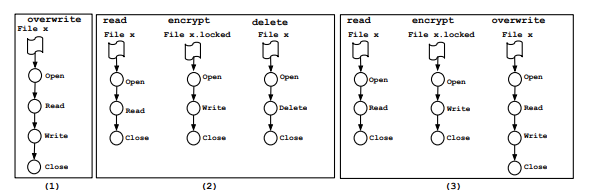 overwrite
File x
Open
Read
Write
Close
(1)
read encrypt delete
File x File x.locked File x
Open Open Open
Read Write Delete
Close Close Close
(2)
read encrypt overwrite
File x File x.locked File x
Open Open Open
Read Write Read
Close Close Write
Close
(3)